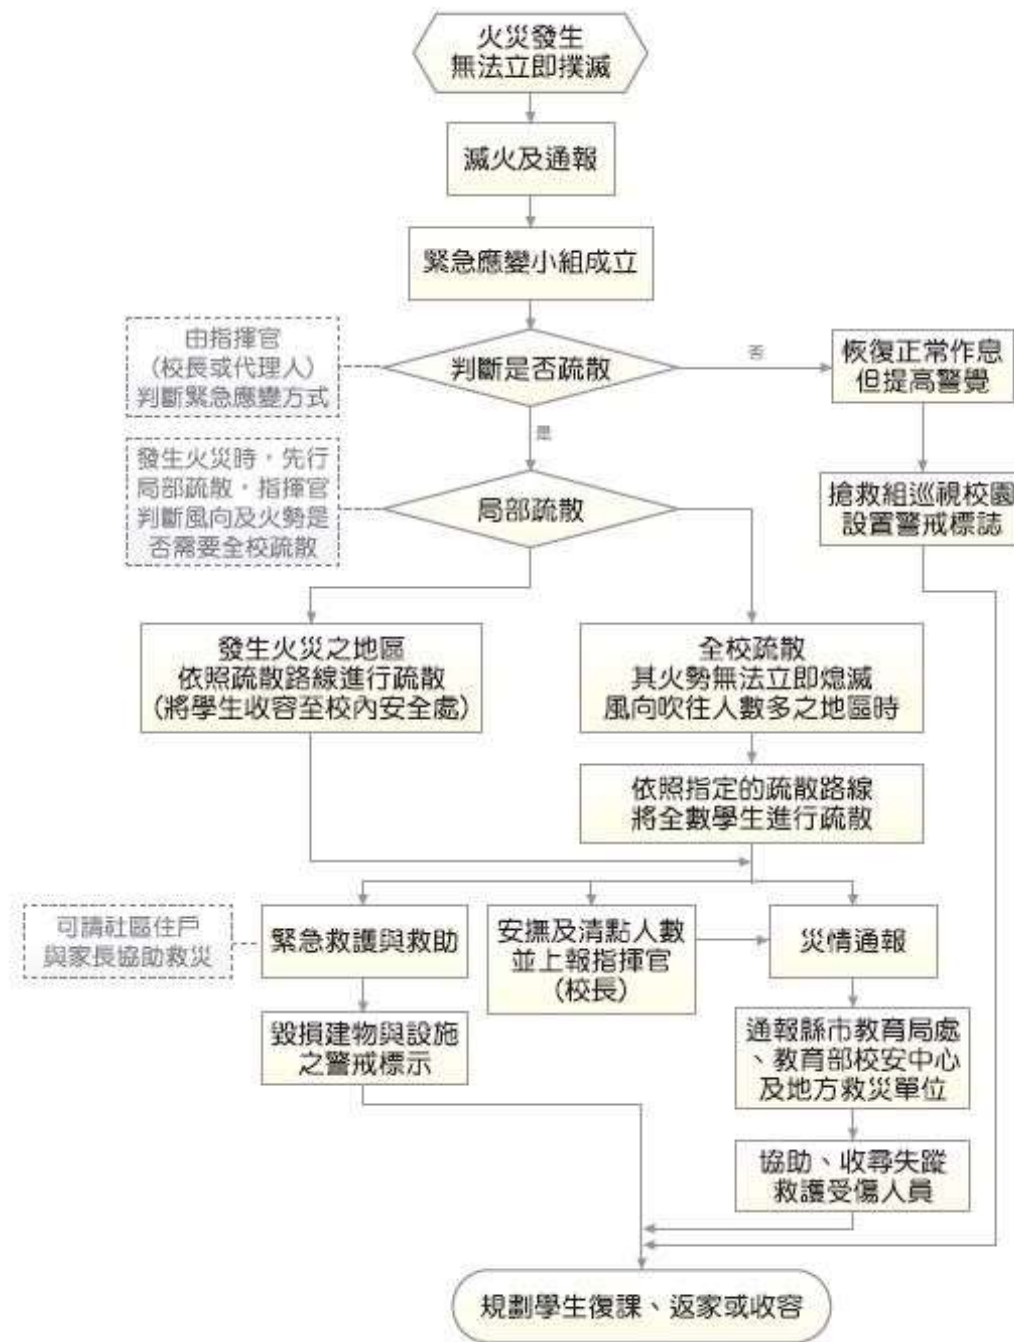 火災發生
無法立即撲滅
滅火及通報
緊急應變小組成立
由指揮官
(校長或代理人)
判斷緊急應變方式
判斷是否疏散
否
恢復正常作息
但提高警覺
是
發生火災時，先行
局部疏散，指揮官
判斷風向及火勢是
否需要全校疏散
局部疏散
搶救組巡視校園
設置警戒標誌
發生火災之地區
依照疏散路線進行疏散
(將學生收容至校內安全處)
全校疏散
其火勢無法立即熄滅
風向吹往人數多之地區時
依照指定的疏散路線
將全數學生進行疏散
可請社區住戶
與家長協助救災
緊急救護與救助
安撫及清點人數
並上報指揮官
(校長)
災情通報
毀損建物與設施
之警戒標示
通報縣市教育局處
、教育部校安中心
及地方救災單位
協助、收尋失蹤
救護受傷人員
規劃學生復課、返家或收容